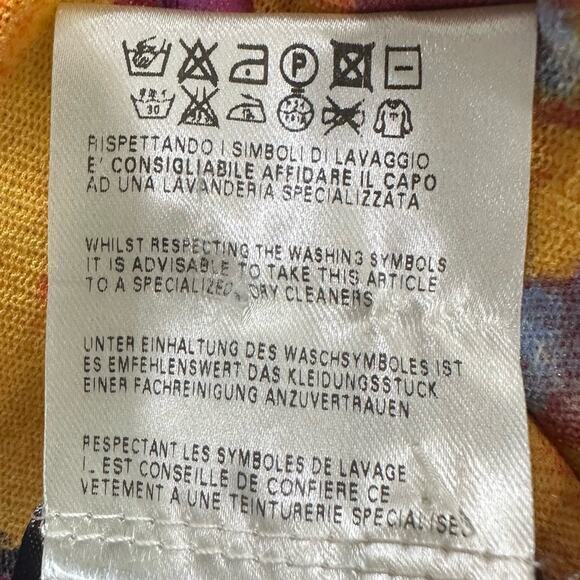 P
30
RISPETTANDO I SIMBOLI DI LAVAGGIO
E' CONSIGLIABILE AFFIDARE IL CAPO
AD UNA LAVANDERIA SPECIALIZZATA
WHILST RESPECTING THE WASHING SYMBOLS
IT IS ADVISABLE TO TAKE THIS ARTICLE
TO A SPECIALIZED DRY CLEANERS
UNTER EINHALTUNG DES WASCHSYMBOLES IST
ES EMFEHLENSWERT DAS KLEIDUNGSSTUCK
EINER FACHREINIGUNG ANZUVERTRAUEN
RESPECTANT LES SYMBOLES DE LAVAGE
IL EST CONSEILLE DE CONFIERE CE
VETEMENT A UNE TEINTURERIE SPECIALISEE